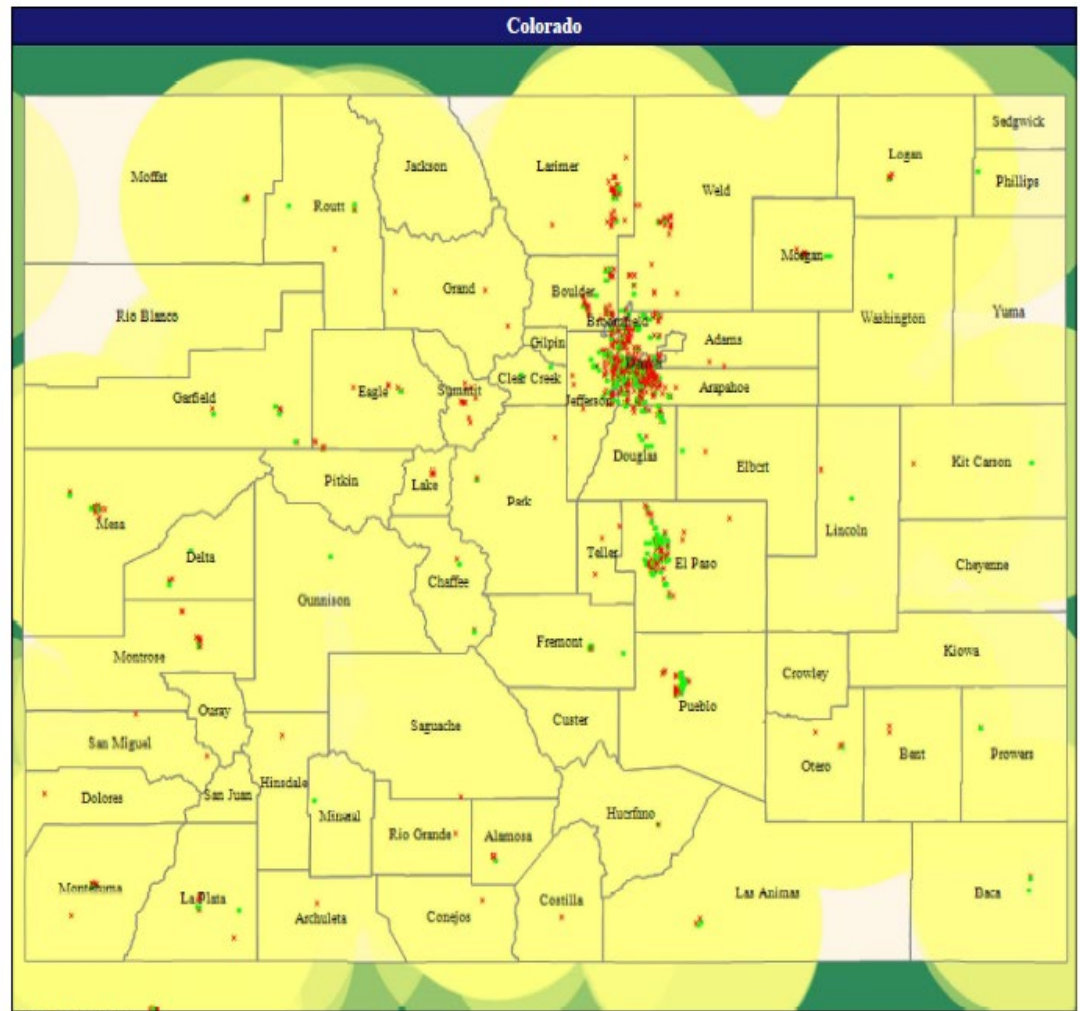 Colorado
Sedgwick
Logan
Jackson
Larimer
Moffat
Phillips
Weld
Routt
Morgan
Grand
Boulder
Yuma
Rio Blanco
Washington
Broomfield
Gilpin
Adams
Clear Creek
Eagle
Summit
Arapahoe
Garfield
Jefferson
Douglas
Kit Carson
Elbert
Pitkin
Lake
Park
Mesa
Lincoln
Delta
Teller
El Paso
Cheyenne
Chaffee
Gunnison
Fremont
Kiowa
Montrose
Crowley
Pueblo
Ouray
Custer
Saguache
San Miguel
Bent
Prowers
Otero
Hinsdale
San Juan
Dolores
Mineral
Huerfano
Rio Grande
Alamosa
Montezuma
Las Animas
Baca
La Plata
Costilla
Archuleta
Conejos